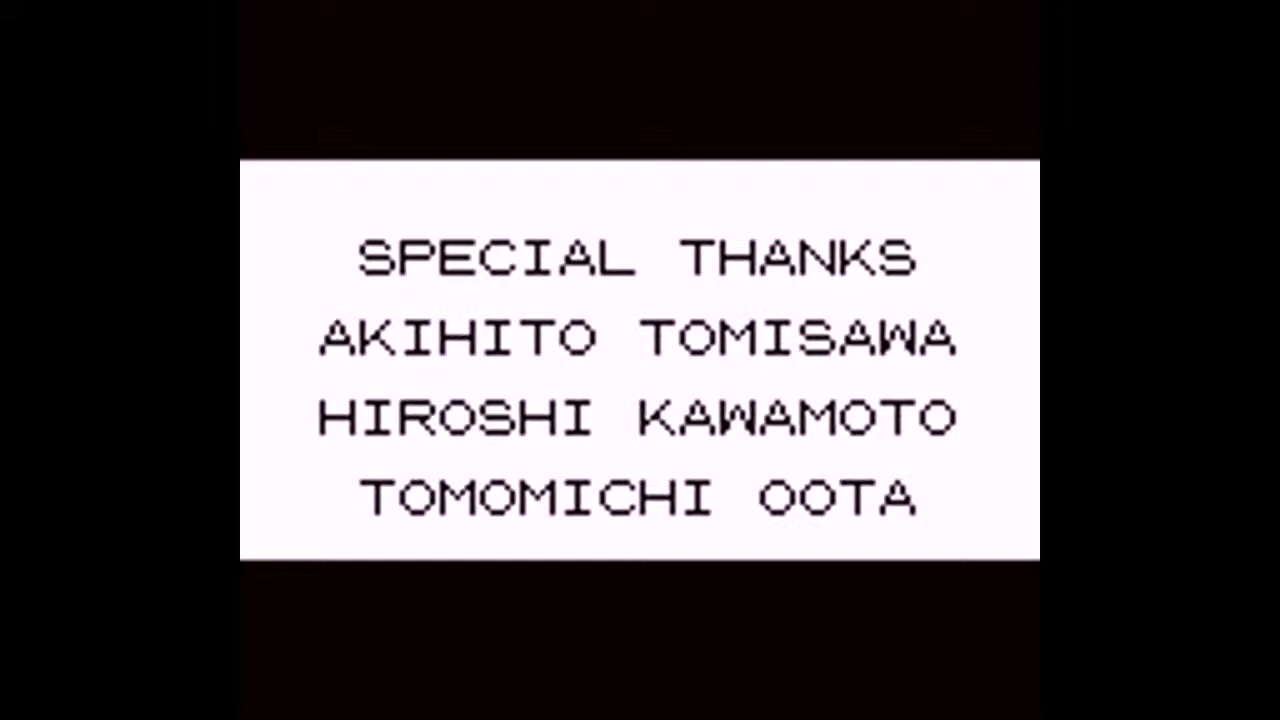 SPECIAL THANKS
AKIHITO TOMISAWA
HIROSHI KAWAMOTO
TOMOMICHI OOTA